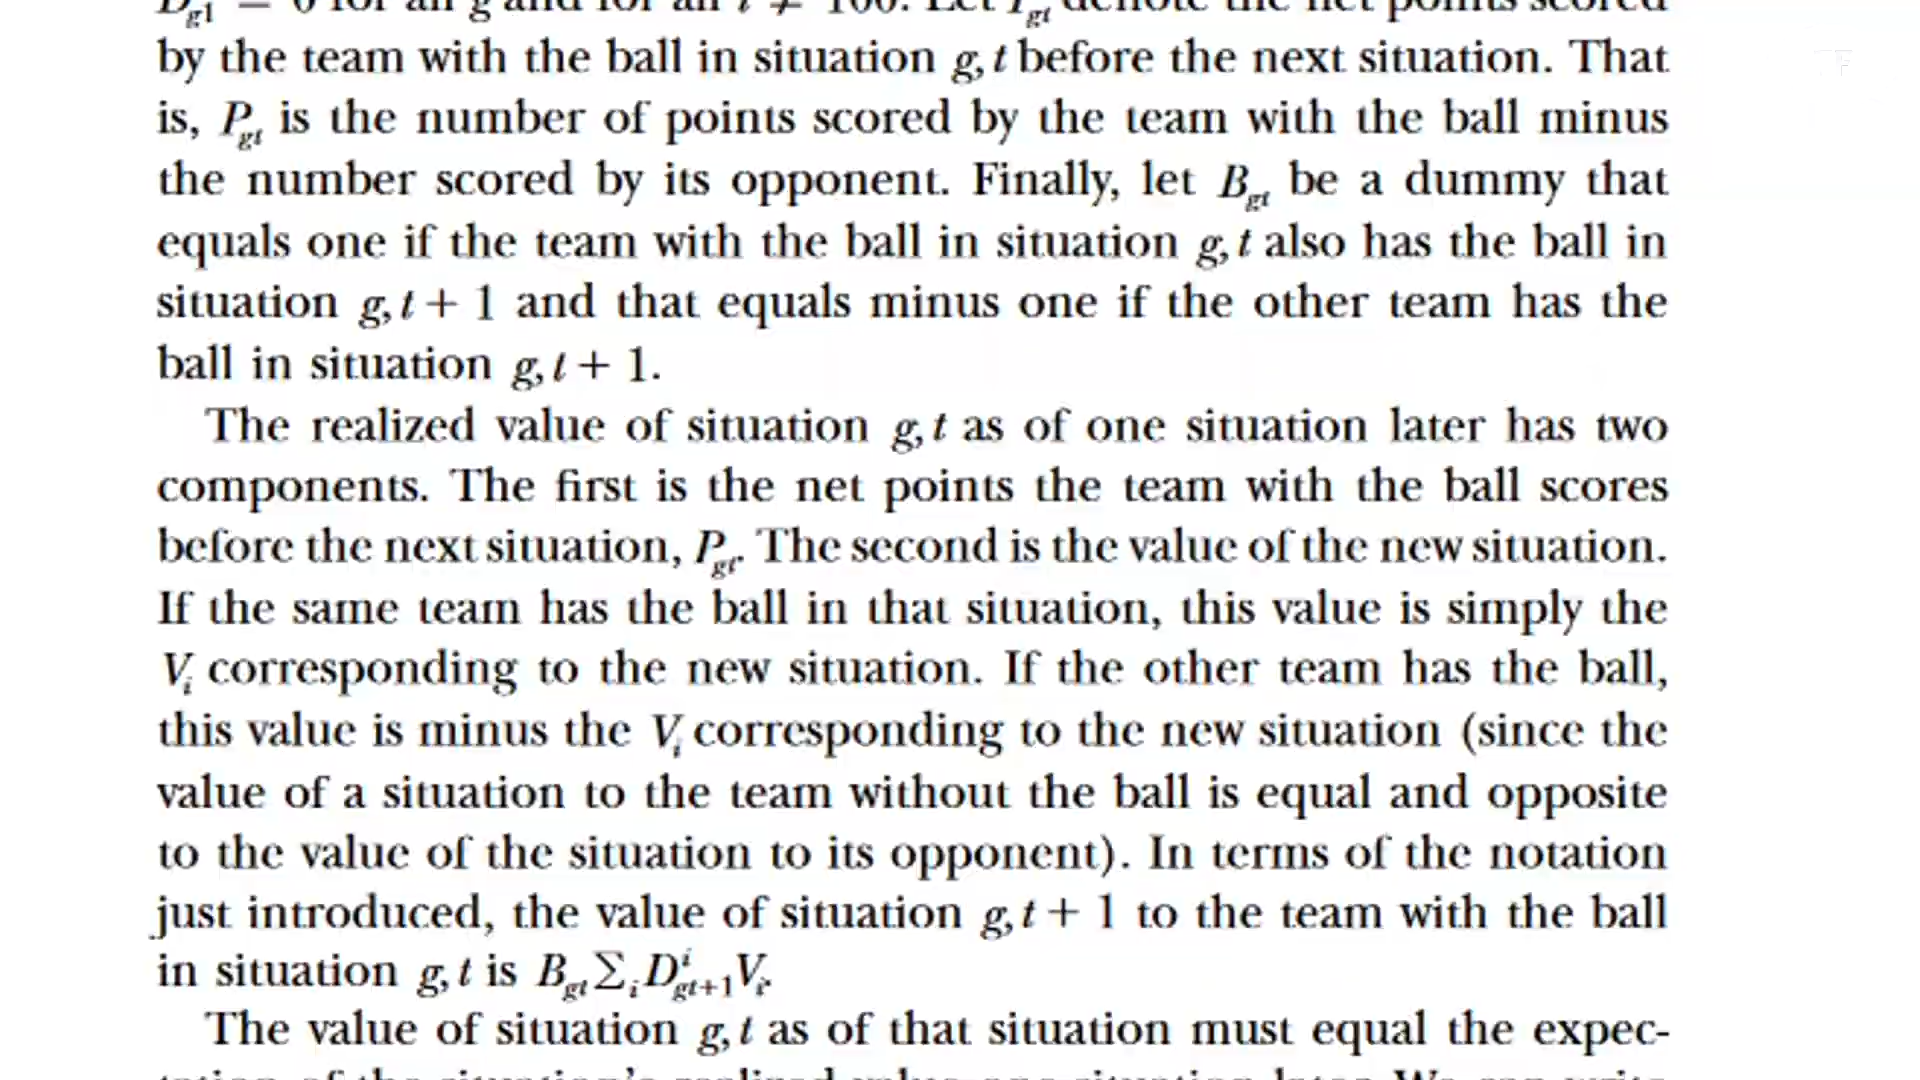 by the team with the ball in situation g, t before the next situation. That
is, P_gt is the number of points scored by the team with the ball minus
the number scored by its opponent. Finally, let B_gt be a dummy that
equals one if the team with the ball in situation g, t also has the ball in
situation g, t + 1 and that equals minus one if the other team has the
ball in situation g, t + 1.
The realized value of situation g, t as of one situation later has two
components. The first is the net points the team with the ball scores
before the next situation, P_gt. The second is the value of the new situation.
If the same team has the ball in that situation, this value is simply the
V_i corresponding to the new situation. If the other team has the ball,
this value is minus the V_i corresponding to the new situation (since the
value of a situation to the team without the ball is equal and opposite
to the value of the situation to its opponent). In terms of the notation
just introduced, the value of situation g, t + 1 to the team with the ball
in situation g, t is B_gt Σ_i D^i_gt+1 V_i.
The value of situation g, t as of that situation must equal the expec-